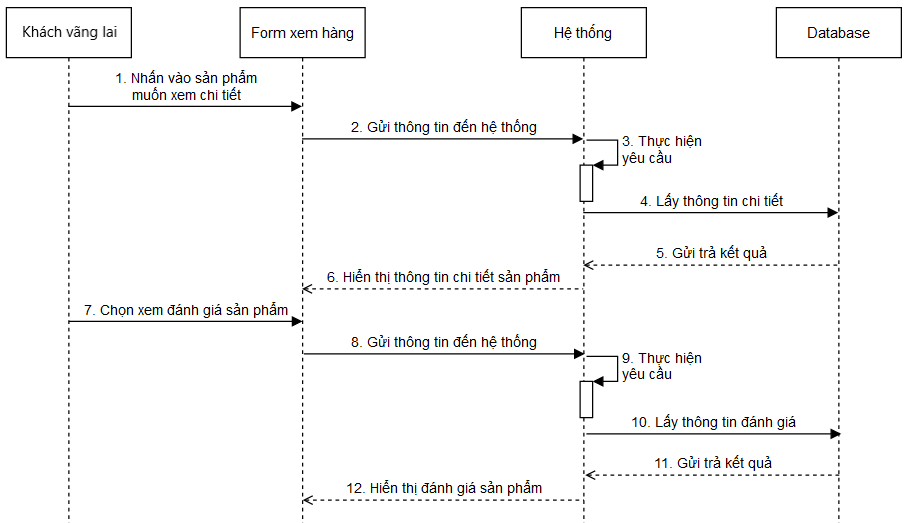 Khách vãng lai
Form xem hàng
Hệ thống
Database
1. Nhấn vào sản phẩm
muốn xem chi tiết
2. Gửi thông tin đến hệ thống
3. Thực hiện
yêu cầu
4. Lấy thông tin chi tiết
5. Gửi trả kết quả
6. Hiển thị thông tin chi tiết sản phẩm
7. Chọn xem đánh giá sản phẩm
8. Gửi thông tin đến hệ thống
9. Thực hiện
yêu cầu
10. Lấy thông tin đánh giá
11. Gửi trả kết quả
12. Hiển thị đánh giá sản phẩm